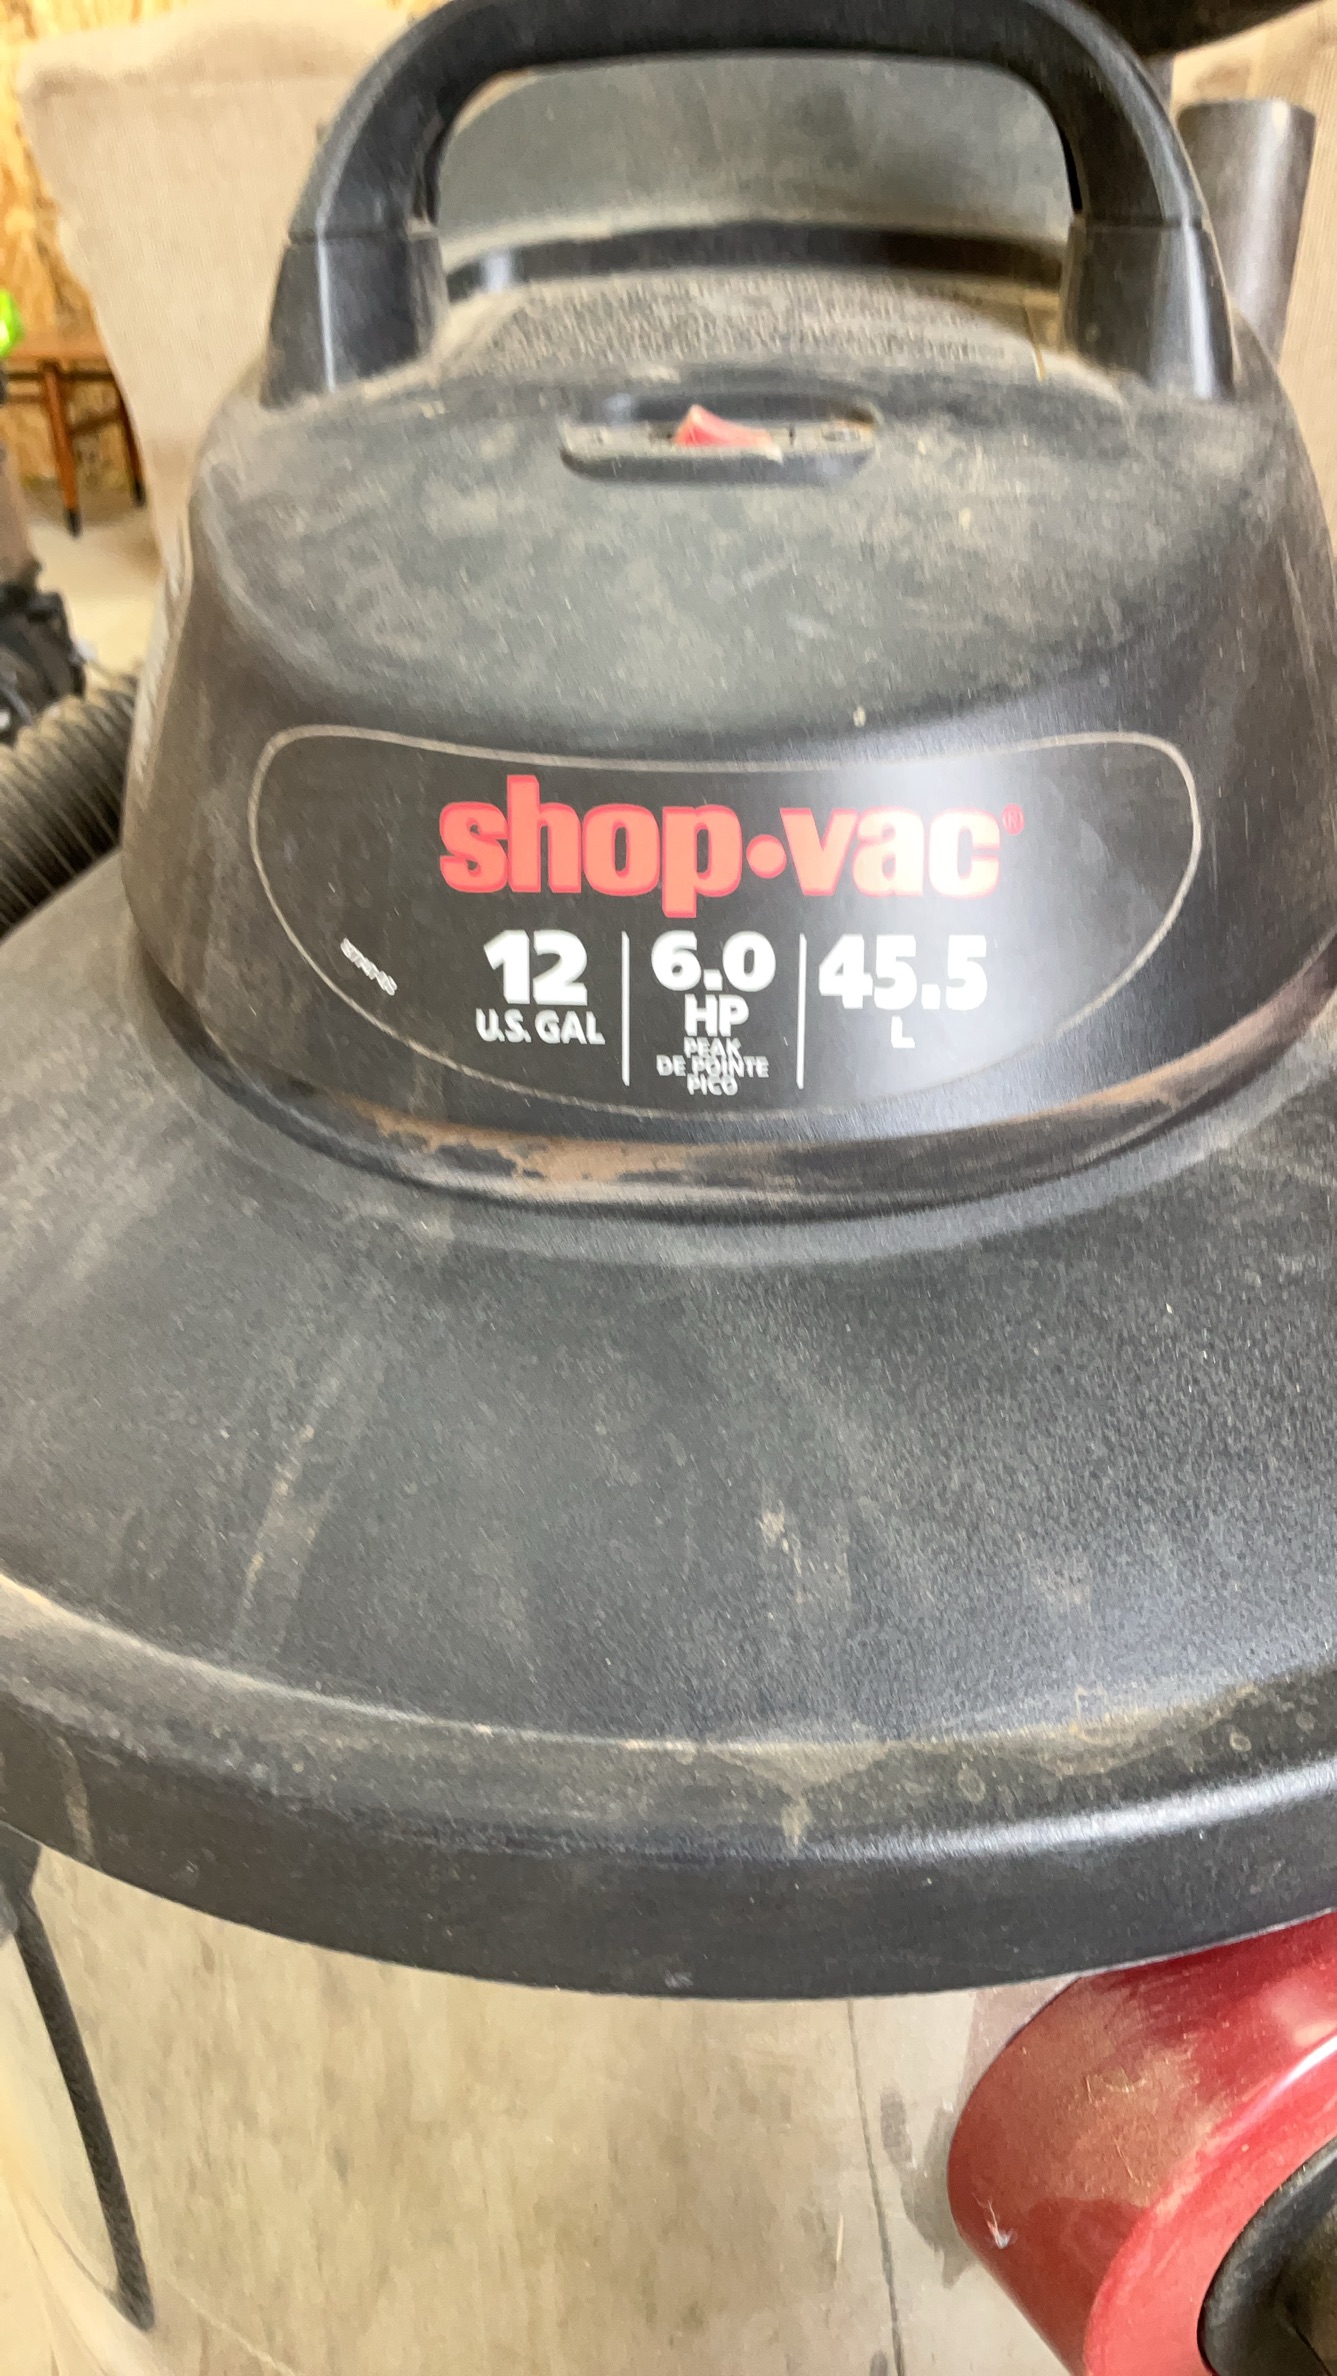 shop•vac®
12 6.0 45.5
U.S. GAL HP L
PEAK
DE POINTE
PICO